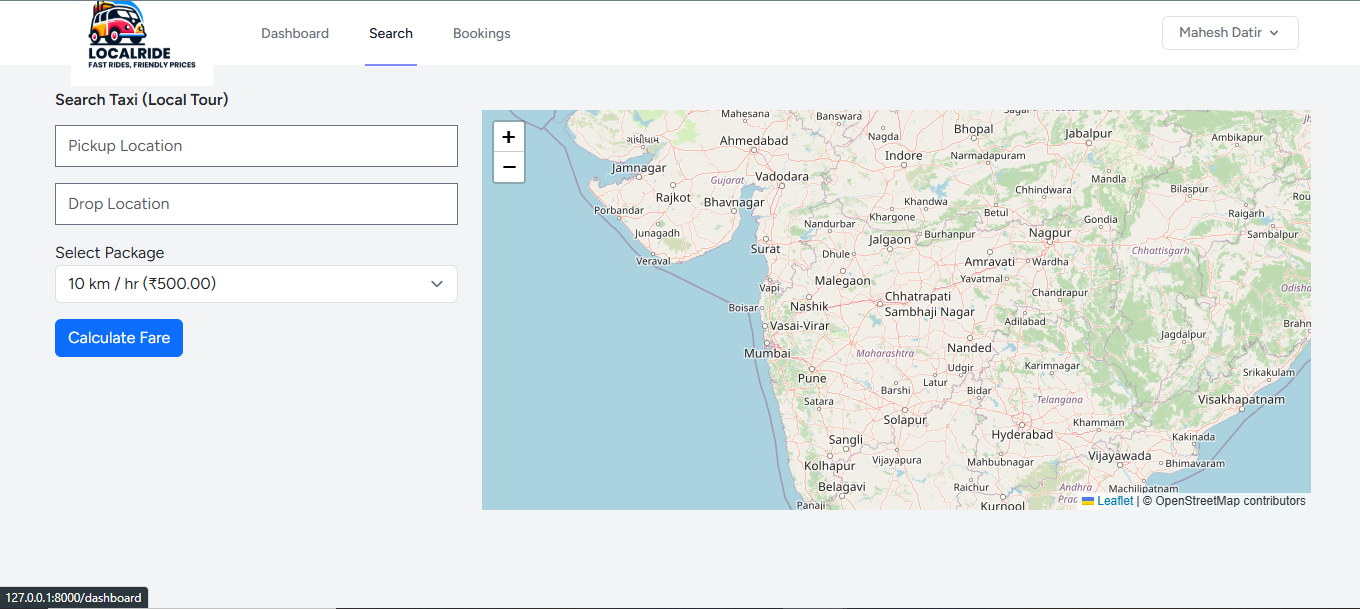 LOCALRIDE
FAST RIDES, FRIENDLY PRICES
Dashboard
Search
Bookings
Mahesh Datir
Search Taxi (Local Tour)
Pickup Location
Drop Location
Select Package
10 km / hr (₹500.00)
Calculate Fare
+
−
Mahesana
Banswara
Nagda
Bhopal
Jabalpur
Ambikapur
Ahmedabad
Indore
Narmadapuram
Jamnagar
Gujarat
Vadodara
Mandla
Rajkot
Khandwa
Chhindwara
Bilaspur
Bhavnagar
Porbandar
Khargone
Betul
Raigarh
Nandurbar
Gondia
Junagadh
Burhanpur
Nagpur
Sambalpur
Jalgaon
Surat
Dhule
Chhattisgarh
Veraval
Amravati
Wardha
Malegaon
Yavatmal
Vapi
Chandrapur
Boisar
Nashik
Chhatrapati
Sambhaji Nagar
Adilabad
Vasai-Virar
Jagdalpur
Mumbai
Maharashtra
Nanded
Udgir
Karimnagar
Srikakulam
Pune
Latur
Barshi
Bidar
Satara
Telangana
Visakhapatnam
Solapur
Khammam
Hyderabad
Kakinada
Sangli
Vijayawada
Kolhapur
Vijayapura
Mahbubnagar
Bhimavaram
Belagavi
Raichur
Andhra
Machilipatnam
Panaji
Kurnool
Leaflet | © OpenStreetMap contributors
127.0.0.1:8000/dashboard